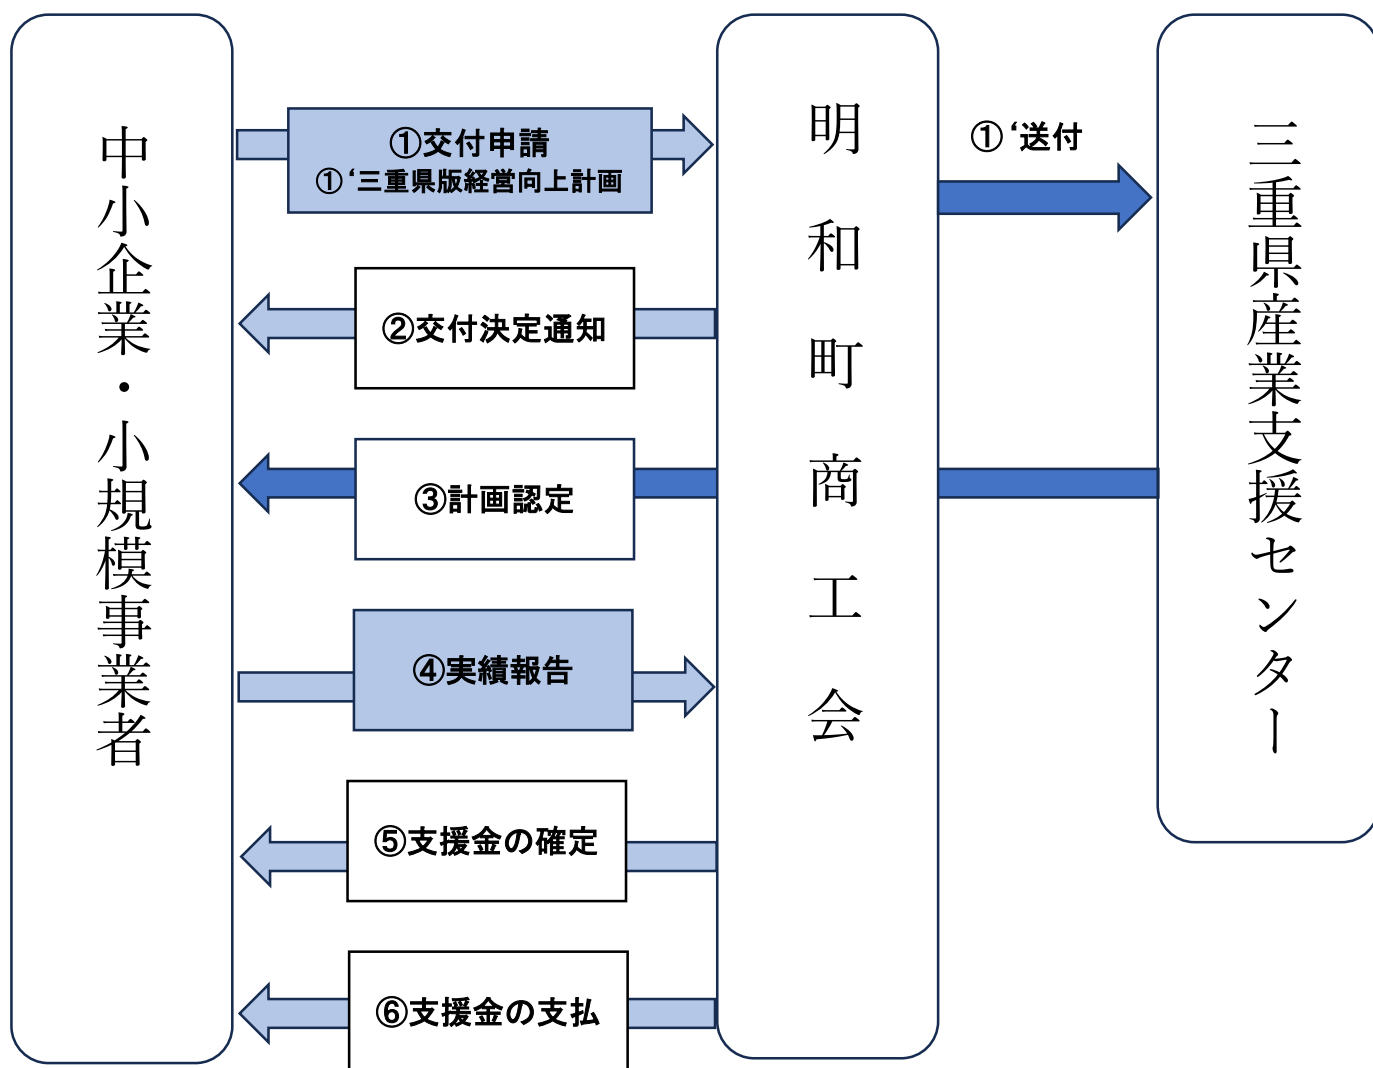 中小企業・小規模事業者
①交付申請
①‘三重県版経営向上計画
②交付決定通知
③計画認定
④実績報告
⑤支援金の確定
⑥支援金の支払
明和町商工会
①‘送付
三重県産業支援センター